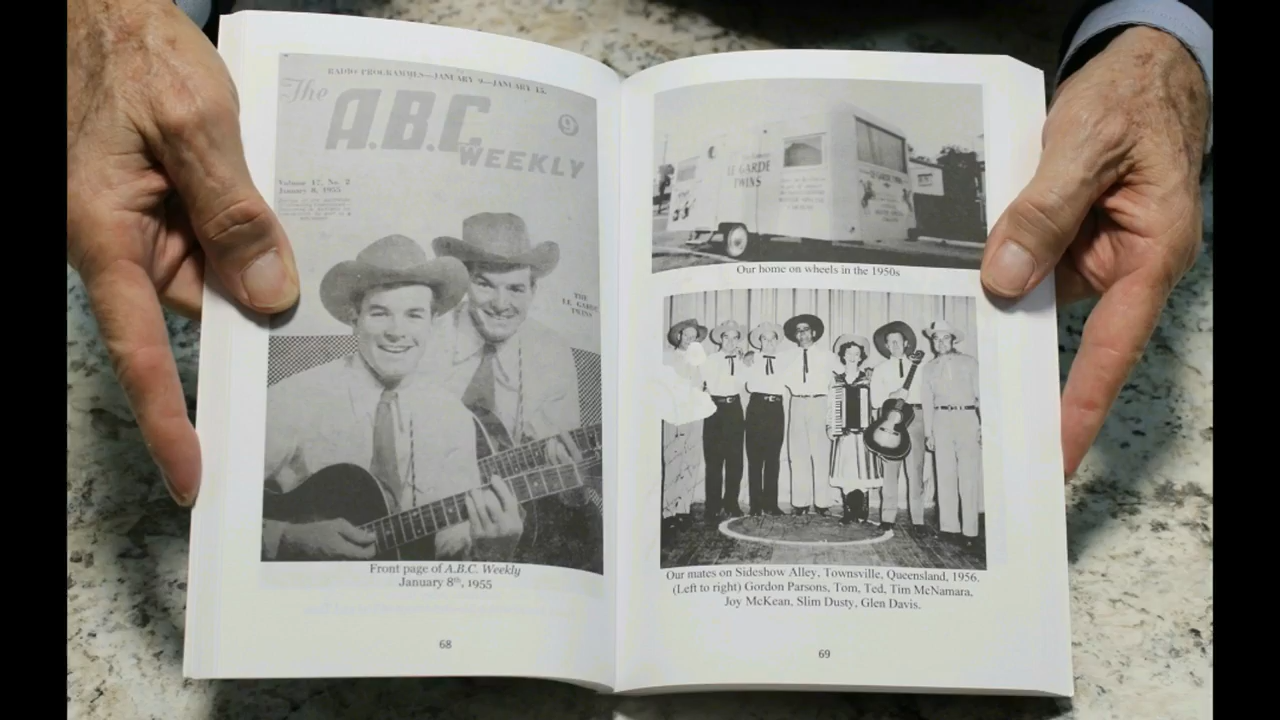 RADIO PROGRAMMES—JANUARY 9—JANUARY 15.
The
A.B.C.
WEEKLY
9
Volume 17, No. 2
January 8, 1955
THE
LE GARDE
TWINS
Front page of A.B.C. Weekly
January 8th, 1955
68
LE GARDE
TWINS
LE GARDE TWINS
Our home on wheels in the 1950s
Our mates on Sideshow Alley, Townsville, Queensland, 1956.
(Left to right) Gordon Parsons, Tom, Ted, Tim McNamara,
Joy McKean, Slim Dusty, Glen Davis.
69